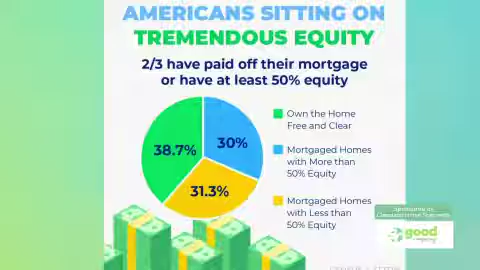 AMERICANS SITTING ON
TREMENDOUS EQUITY
2/3 have paid off their mortgage
or have at least 50% equity
38.7%
30%
31.3%
Own the Home
Free and Clear
Mortgaged Homes
with More than
50% Equity
Mortgaged Homes
with Less than
50% Equity
good